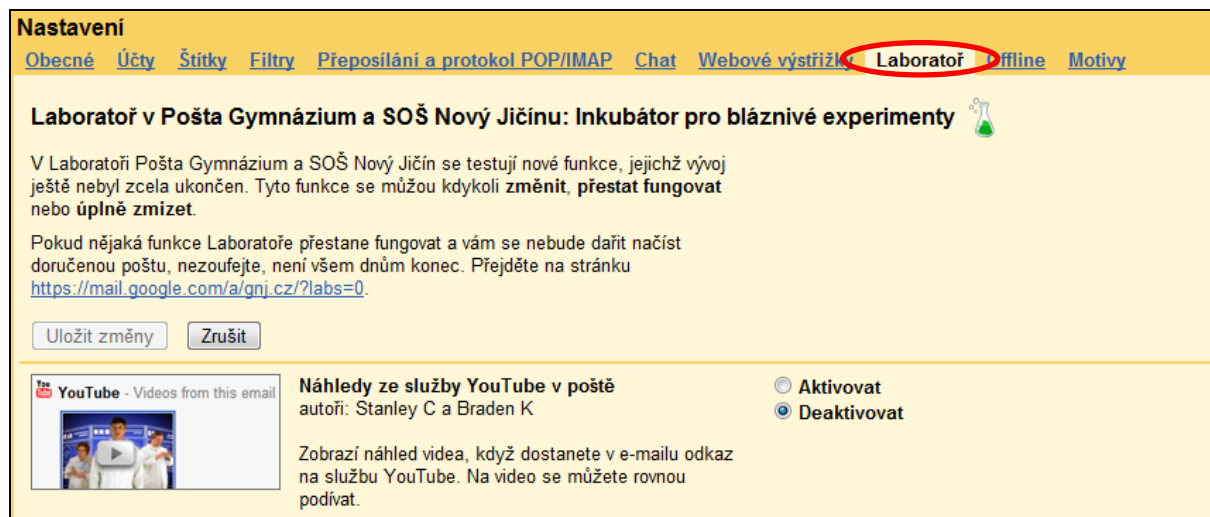 Nastavení
Obecné Účty Štítky Filtry Přeposílání a protokol POP/IMAP Chat Webové výstřižky Laboratoř Offline Motivy
Laboratoř v Pošta Gymnázium a SOŠ Nový Jičínu: Inkubátor pro bláznivé experimenty
V Laboratoři Pošta Gymnázium a SOŠ Nový Jičín se testují nové funkce, jejichž vývoj
ještě nebyl zcela ukončen. Tyto funkce se můžou kdykoli změnit, přestat fungovat
nebo úplně zmizet.
Pokud nějaká funkce Laboratoře přestane fungovat a vám se nebude dařit načíst
doručenou poštu, nezoufejte, není všem dnům konec. Přejděte na stránku
https://mail.google.com/a/gnj.cz/?labs=0.
Uložit změny Zrušit
YouTube - Videos from this email
Náhledy ze služby YouTube v poště
autoři: Stanley C a Braden K
Zobrazí náhled videa, když dostanete v e-mailu odkaz
na službu YouTube. Na video se můžete rovnou
podívat.
Aktivovat
Deaktivovat